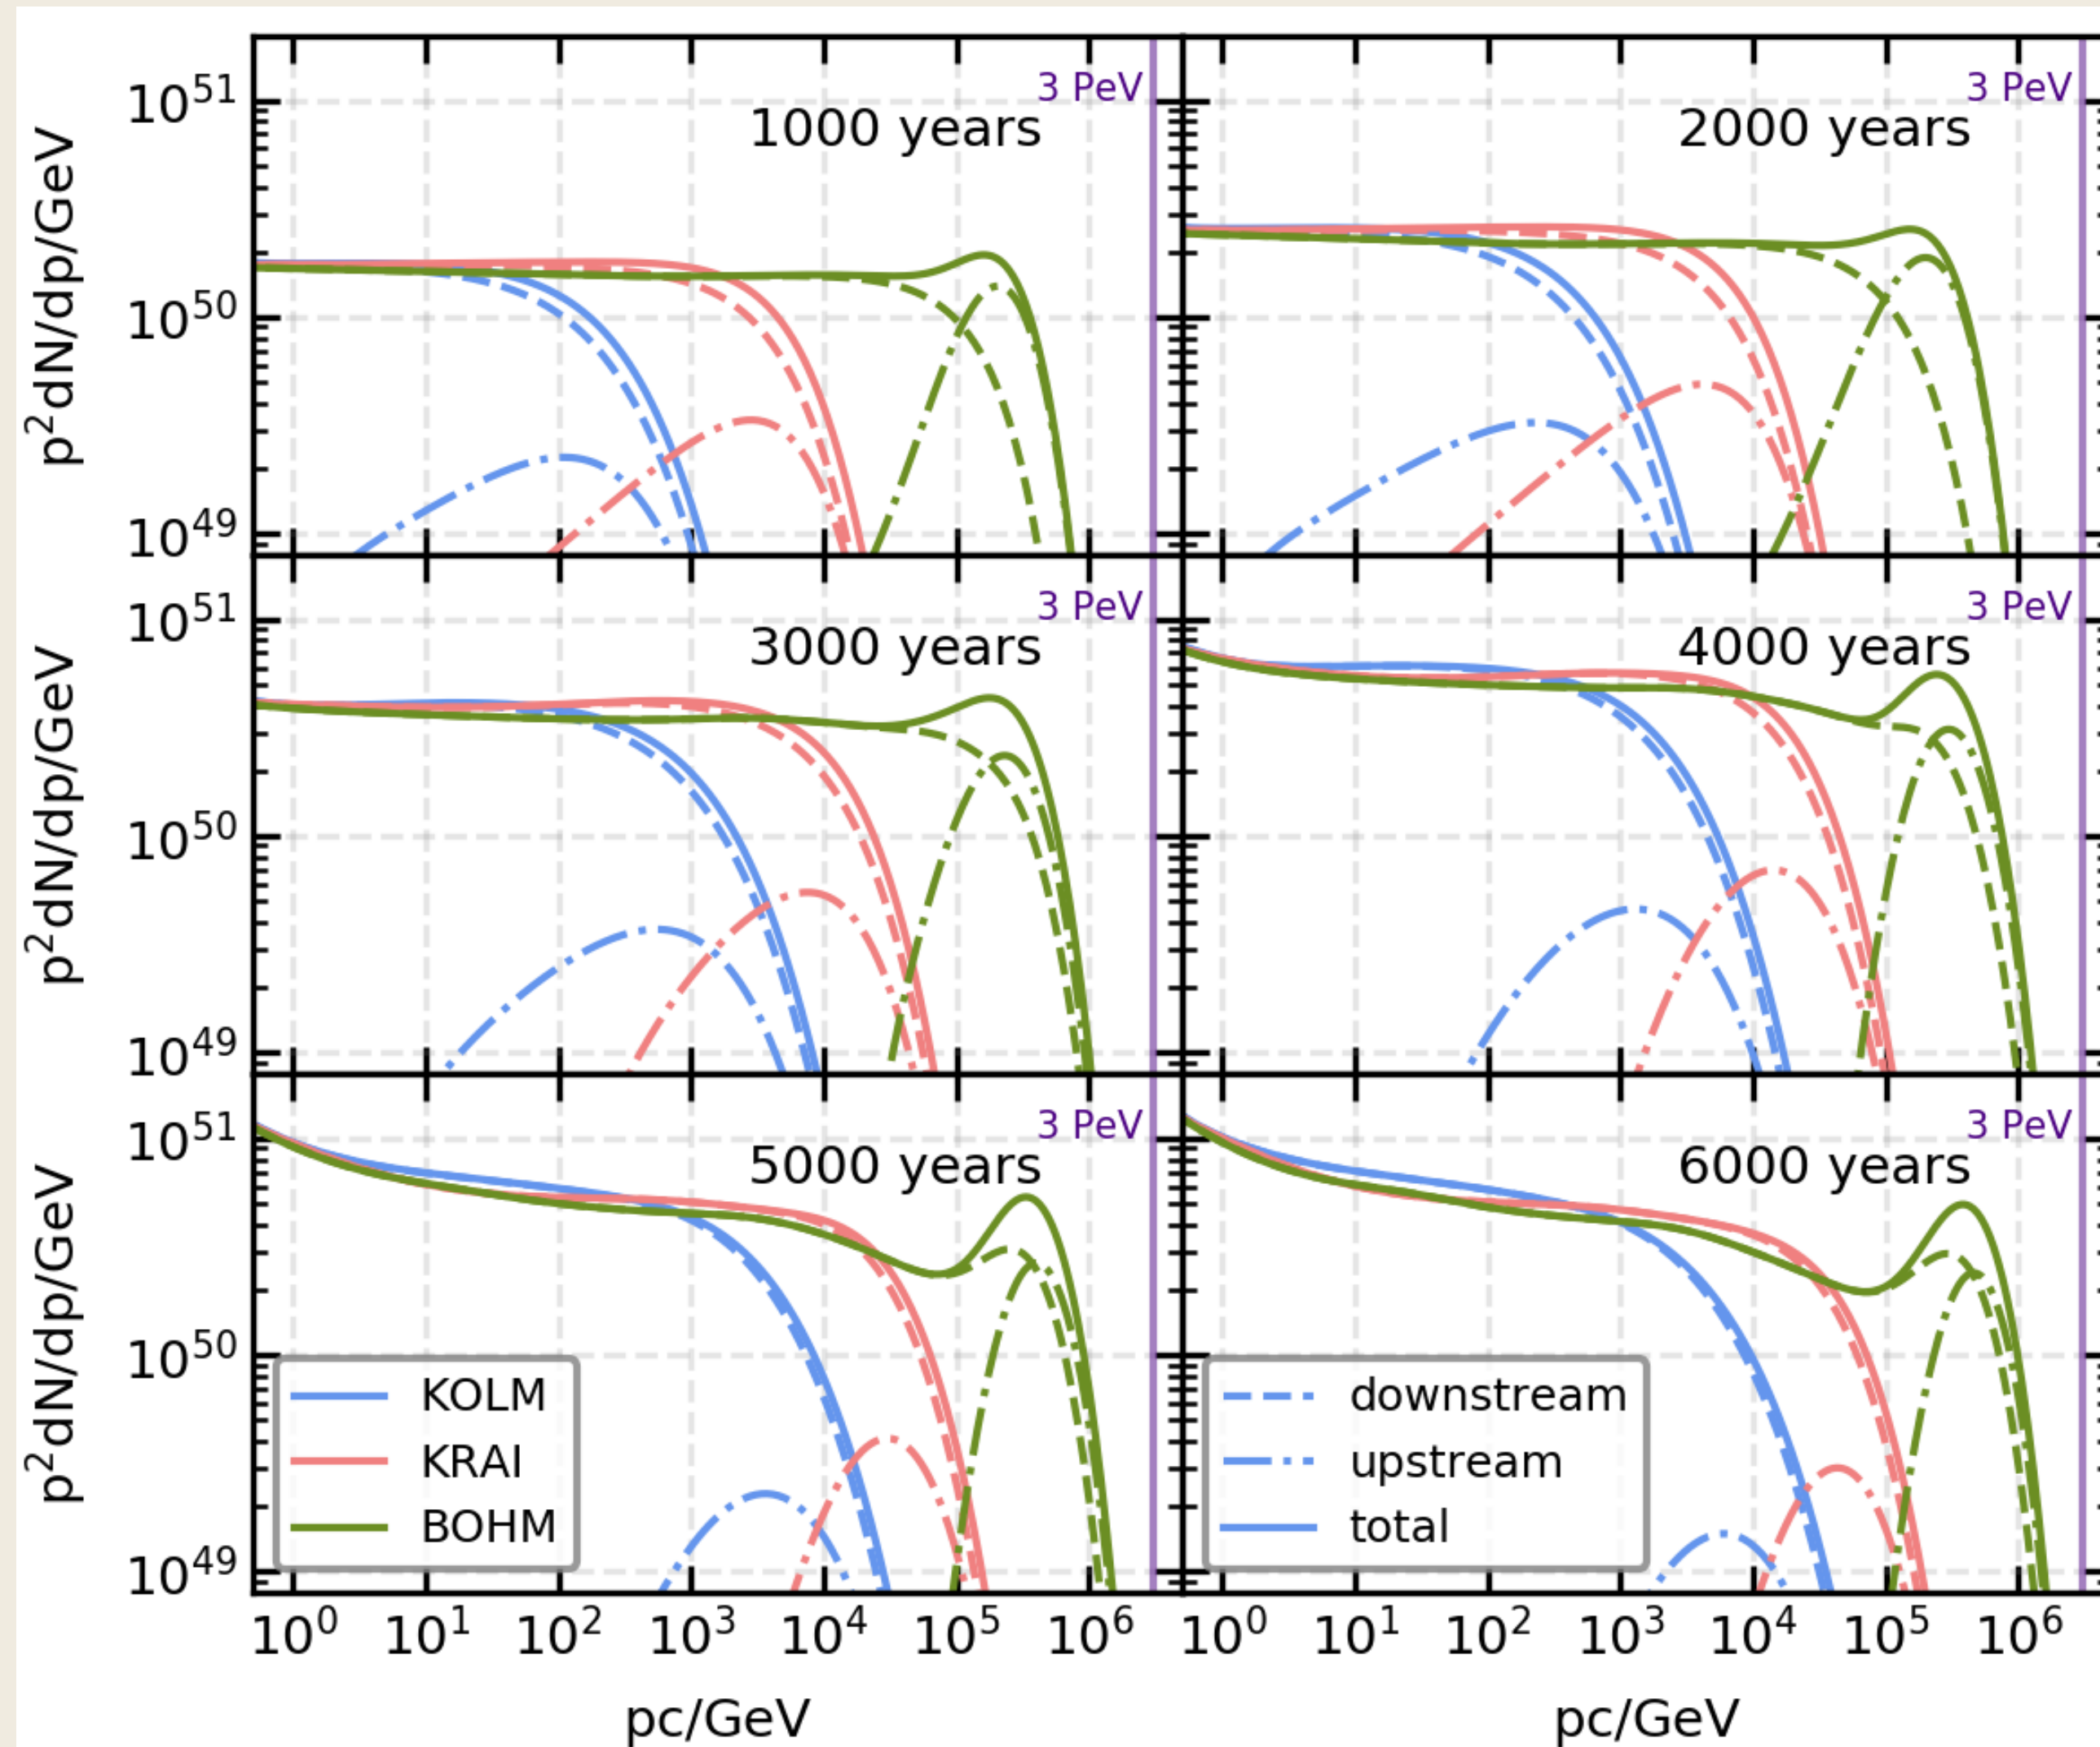 3 PeV
3 PeV
10^51
1000 years
2000 years
p^2dN/dp/GeV
10^50
10^49
3 PeV
3 PeV
10^51
3000 years
4000 years
p^2dN/dp/GeV
10^50
10^49
3 PeV
3 PeV
10^51
5000 years
6000 years
p^2dN/dp/GeV
10^50
KOLM
KRAI
BOHM
downstream
upstream
total
10^49
10^0 10^1 10^2 10^3 10^4 10^5 10^6
10^0 10^1 10^2 10^3 10^4 10^5 10^6
pc/GeV
pc/GeV